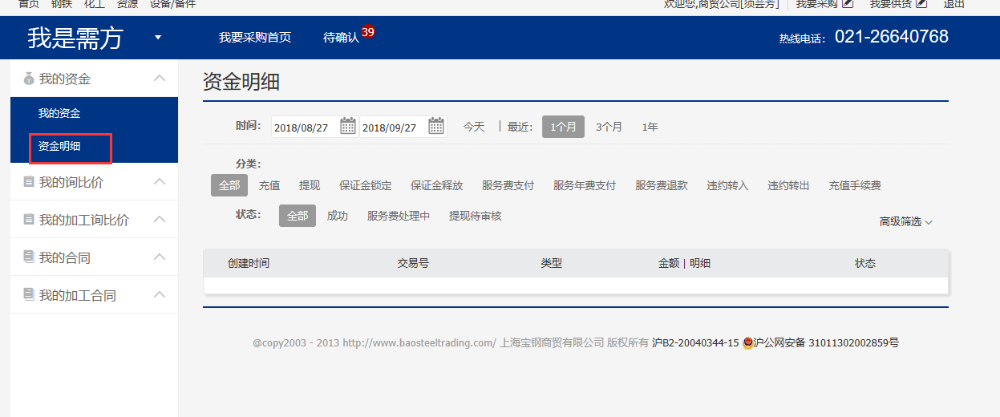 首页 钢铁 化工 资源 设备/备件 欢迎您,商贸公司[须芸芳] 我要采购 我要供货 退出
我是需方 我要采购首页 待确认 39 热线电话： 021-26640768
我的资金
我的资金
资金明细
我的询比价
我的加工询比价
我的合同
我的加工合同
资金明细
时间： 2018/08/27 2018/09/27 今天 | 最近： 1个月 3个月 1年
分类：
全部 充值 提现 保证金锁定 保证金释放 服务费支付 服务年费支付 服务费退款 违约转入 违约转出 充值手续费
状态： 全部 成功 服务费处理中 提现待审核
高级筛选
创建时间 交易号 类型 金额 | 明细 状态
@copy2003 - 2013 http://www.baosteeltrading.com/ 上海宝钢商贸有限公司 版权所有 沪B2-20040344-15 沪公网安备 31011302002859号